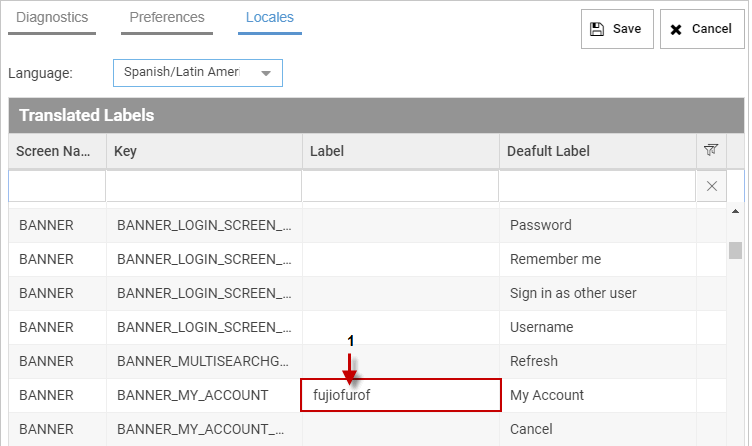 Diagnostics Preferences Locales Save Cancel
Language: Spanish/Latin Ameri
Translated Labels
Screen Na... Key Label Deafult Label
BANNER BANNER_LOGIN_SCREEN_... Password
BANNER BANNER_LOGIN_SCREEN_... Remember me
BANNER BANNER_LOGIN_SCREEN_... Sign in as other user
BANNER BANNER_LOGIN_SCREEN_... Username
BANNER BANNER_MULTISEARCHG... Refresh
1
BANNER BANNER_MY_ACCOUNT fujiofurof My Account
BANNER BANNER_MY_ACCOUNT_... Cancel